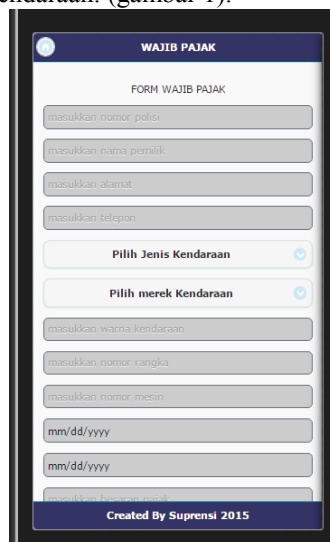 endaraan. (gambar 1).
WAJIB PAJAK
FORM WAJIB PAJAK
masukkan nomor polisi
masukkan nama pemilik
masukkan alamat
masukkan telepon
Pilih Jenis Kendaraan
Pilih merek Kendaraan
masukkan warna kendaraan
masukkan nomor rangka
masukkan nomor mesin
mm/dd/yyyy
mm/dd/yyyy
masukkan besaran pajak
Created By Suprensi 2015